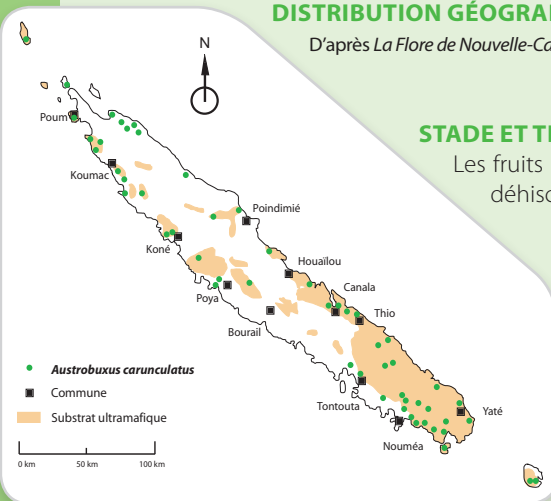 DISTRIBUTION GÉOGRA
D'après La Flore de Nouvelle-Ca
STADE ET T
Les fruits
déhisc
N
Poum
Koumac
Poindimié
Koné
Houaïlou
Canala
Poya
Thio
Bourail
Austrobuxus carunculatus
Commune
Substrat ultramafique
Tontouta
Yaté
Nouméa
0 km 50 km 100 km